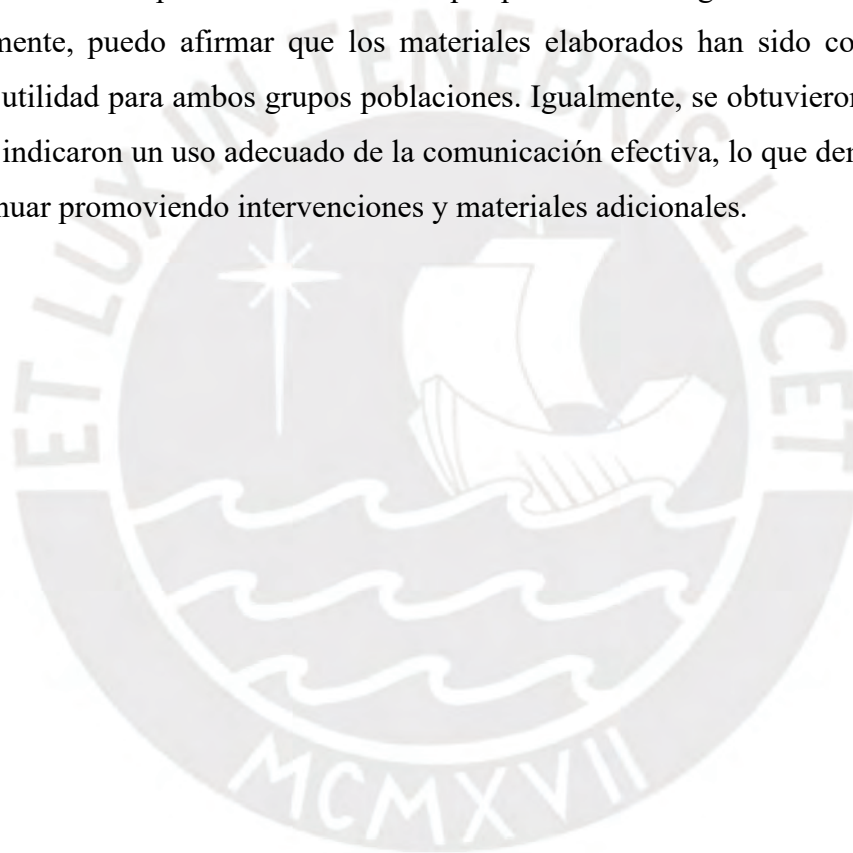 mente, puedo afirmar que los materiales elaborados han sido co
utilidad para ambos grupos poblaciones. Igualmente, se obtuvieron
indicaron un uso adecuado de la comunicación efectiva, lo que der
nuar promoviendo intervenciones y materiales adicionales.
ET LUX IN TENEBRIS LUCET
MCMXVII